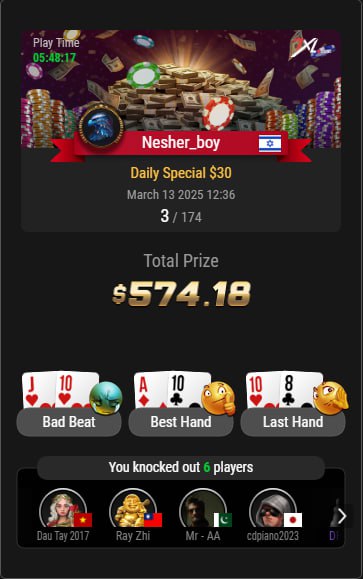 Play Time
05:48:17
XL
Nesher_boy
Daily Special $30
March 13 2025 12:36
3 / 174
Total Prize
$574.18
J 10
A 10
10 8
Bad Beat
Best Hand
Last Hand
You knocked out 6 players
Dau Tay 2017
Ray Zhi
Mr - AA
cdpiano2023